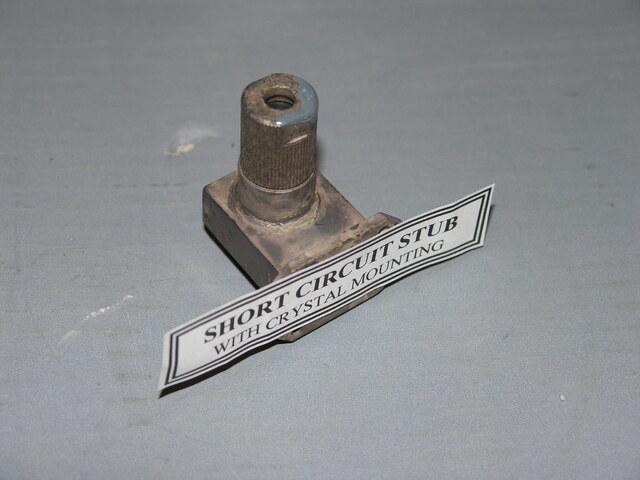 SHORT CIRCUIT STUB
WITH CRYSTAL MOUNTING